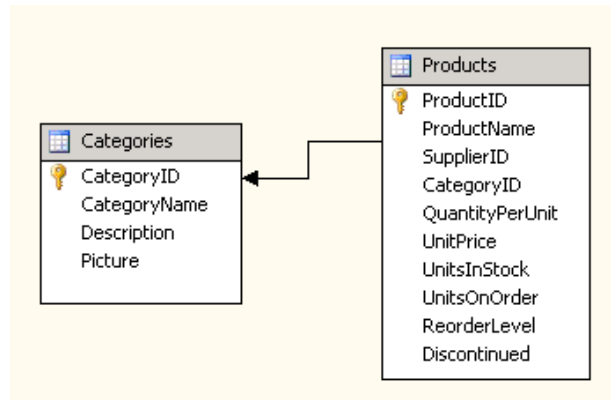 Categories
CategoryID
CategoryName
Description
Picture
Products
ProductID
ProductName
SupplierID
CategoryID
QuantityPerUnit
UnitPrice
UnitsInStock
UnitsOnOrder
ReorderLevel
Discontinued